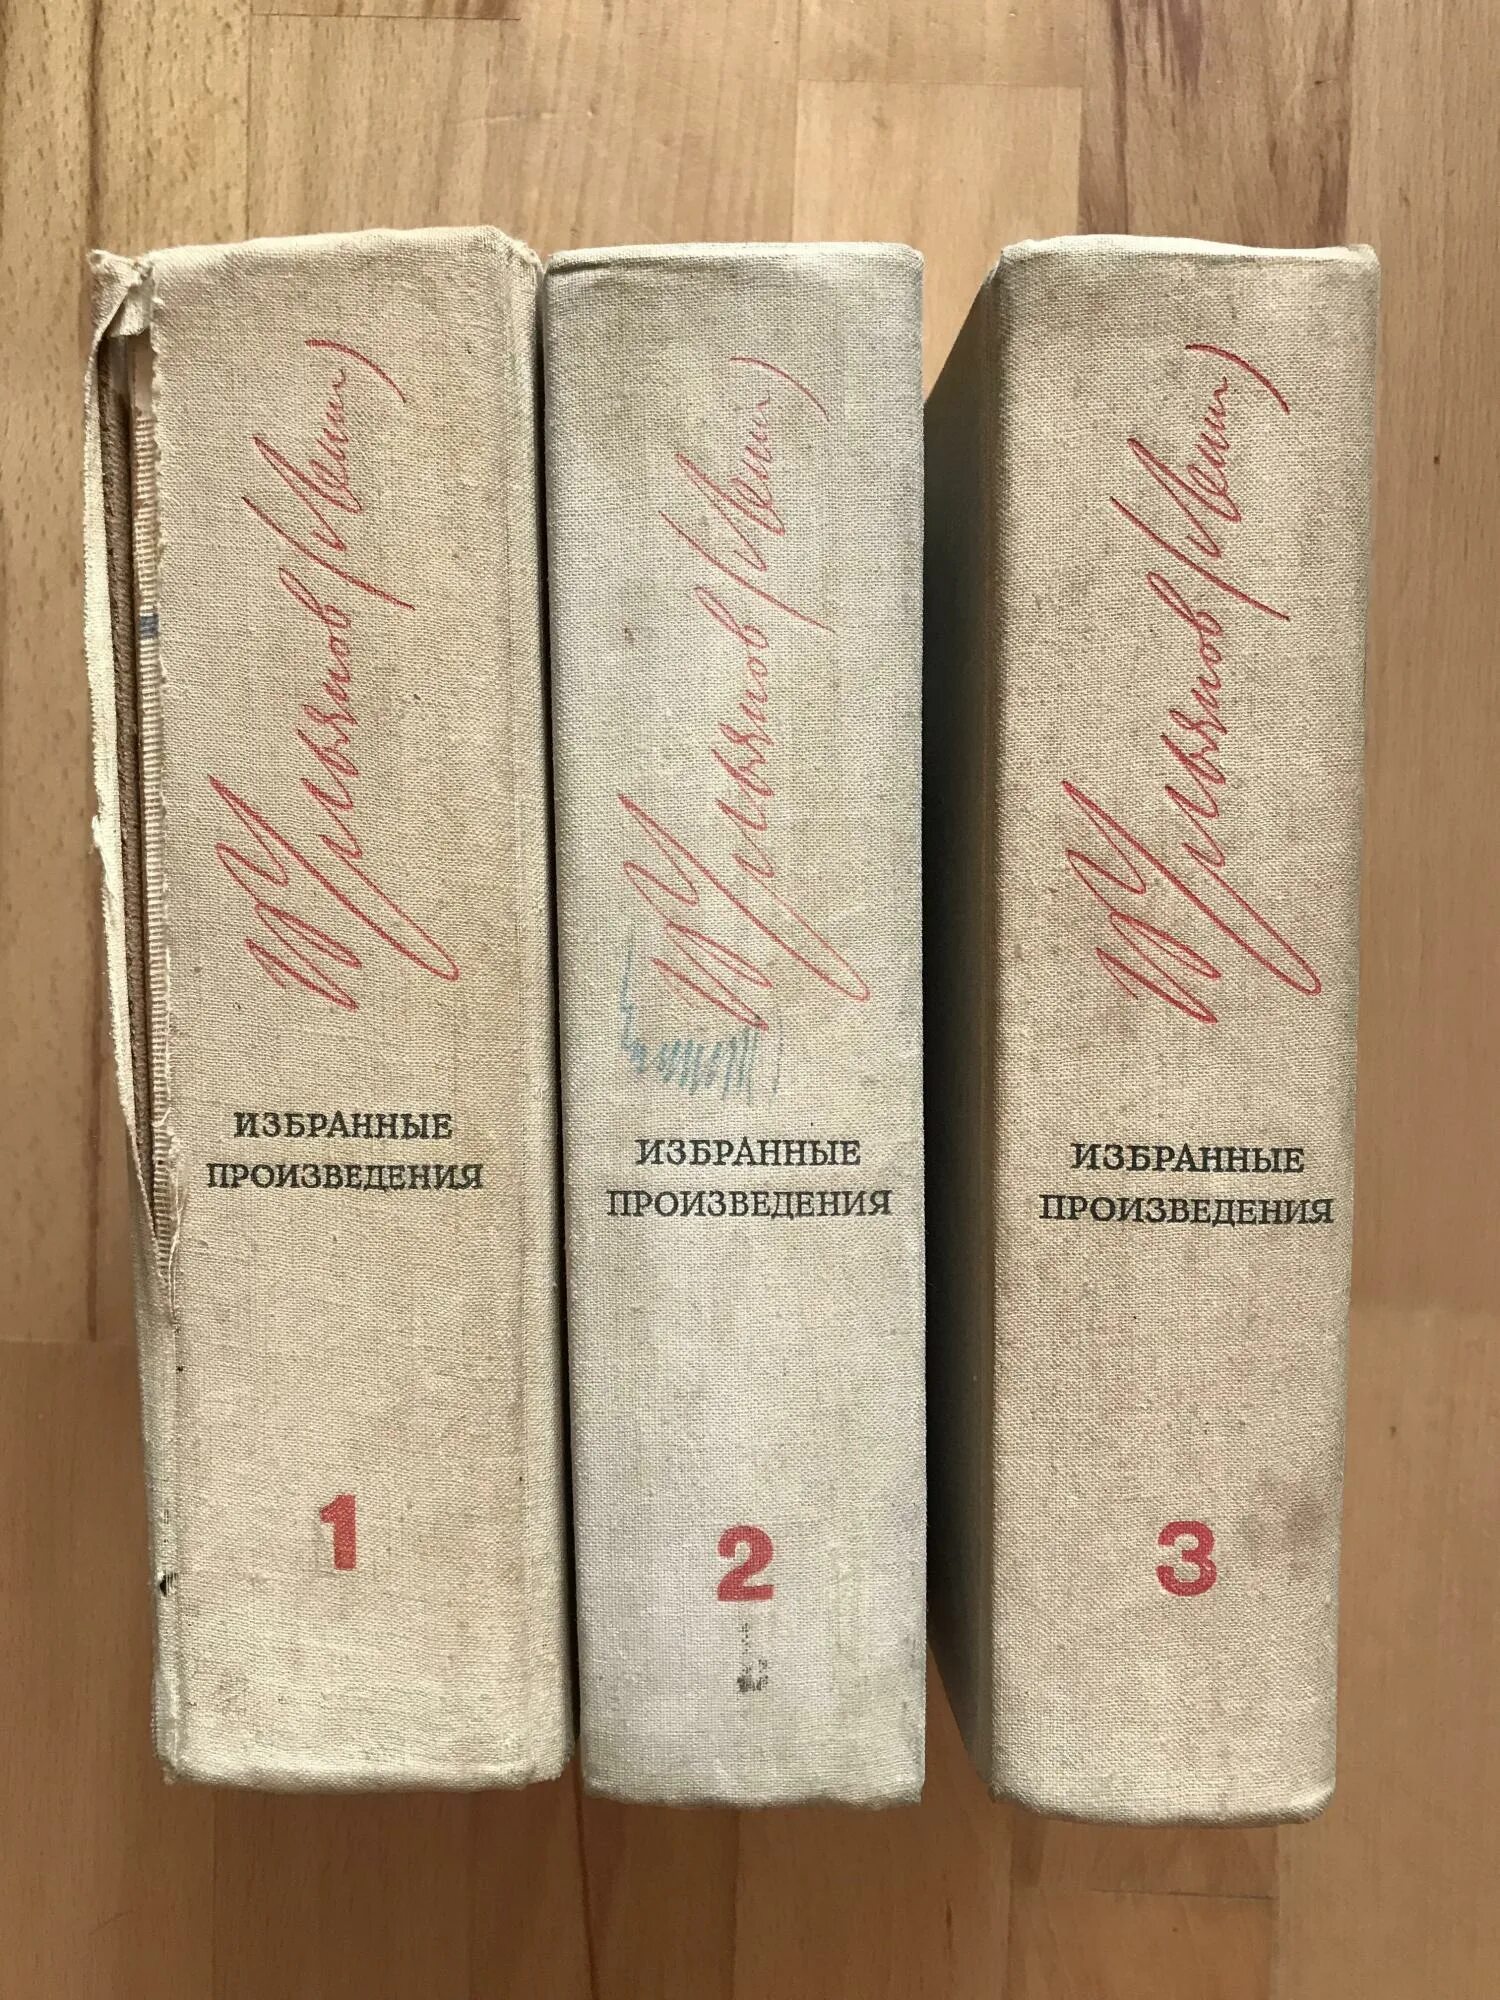 В. Ульянов (Ленин)
ИЗБРАННЫЕ
ПРОИЗВЕДЕНИЯ
1
В. Ульянов (Ленин)
ИЗБРАННЫЕ
ПРОИЗВЕДЕНИЯ
2
В. Ульянов (Ленин)
ИЗБРАННЫЕ
ПРОИЗВЕДЕНИЯ
3